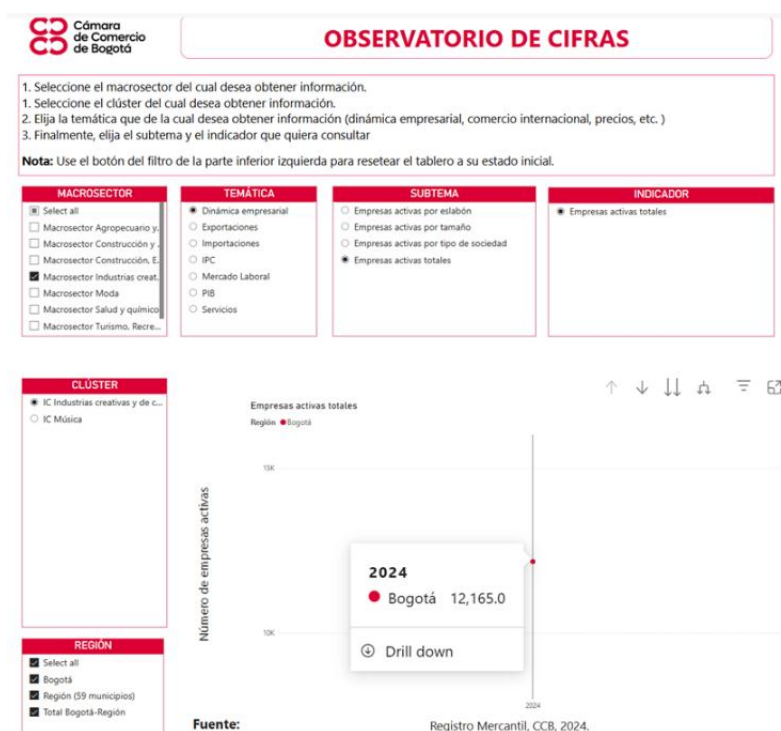 Cámara
de Comercio
de Bogotá
OBSERVATORIO DE CIFRAS
1. Seleccione el macrosector del cual desea obtener información.
1. Seleccione el clúster del cual desea obtener información.
2. Elija la temática que de la cual desea obtener información (dinámica empresarial, comercio internacional, precios, etc. )
3. Finalmente, elija el subtema y el indicador que quiera consultar
Nota: Use el botón del filtro de la parte inferior izquierda para resetear el tablero a su estado inicial.
MACROSECTOR
Select all
Macrosector Agropecuario y.
Macrosector Construcción y .
Macrosector Construcción, E.
Macrosector Industrias creat.
Macrosector Moda
Macrosector Salud y químico
Macrosector Turismo, Recre...
TEMÁTICA
Dinámica empresarial
Exportaciones
Importaciones
IPC
Mercado Laboral
PIB
Servicios
SUBTEMA
Empresas activas por eslabón
Empresas activas por tamaño
Empresas activas por tipo de sociedad
Empresas activas totales
INDICADOR
Empresas activas totales
CLÚSTER
IC Industrias creativas y de c...
IC Música
REGIÓN
Select all
Bogotá
Región (59 municipios)
Total Bogotá-Región
Empresas activas totales
Región Bogotá
Número de empresas activas
15K
10K
2024
Bogotá 12,165.0
Drill down
2024
Fuente: Registro Mercantil, CCB, 2024.